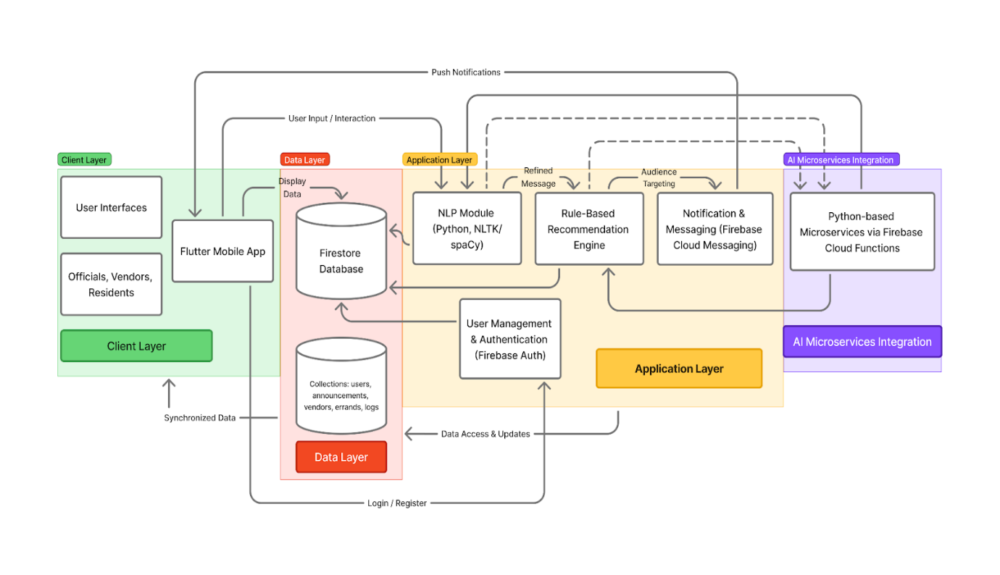 Push Notifications
User Input / Interaction
Client Layer
Data Layer
Application Layer
AI Microservices Integration
Display
Data
Refined
Message
Audience
Targeting
User Interfaces
Officials, Vendors,
Residents
Flutter Mobile App
Client Layer
Firestore
Database
Collections: users,
announcements,
vendors, errands, logs
Data Layer
NLP Module
(Python, NLTK/
spaCy)
Rule-Based
Recommendation
Engine
Notification &
Messaging (Firebase
Cloud Messaging)
User Management
& Authentication
(Firebase Auth)
Application Layer
Python-based
Microservices via Firebase
Cloud Functions
AI Microservices Integration
Synchronized Data
Data Access & Updates
Login / Register